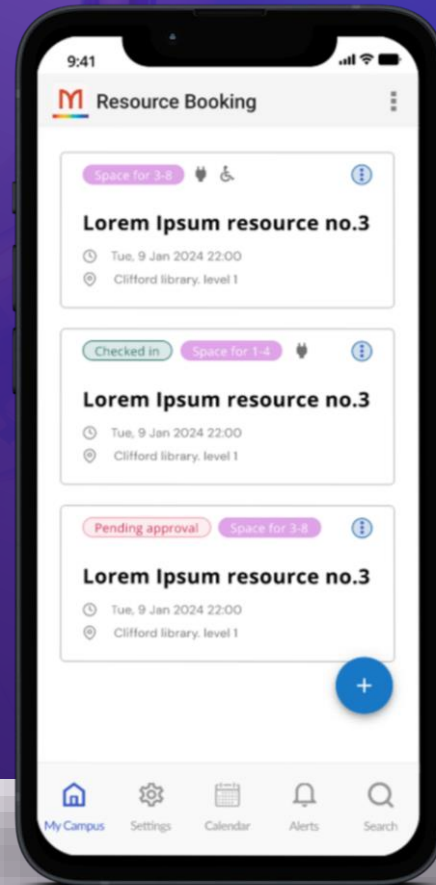 9:41
Resource Booking
Space for 3-8
Lorem Ipsum resource no.3
Tue, 9 Jan 2024 22:00
Clifford library. level 1
Checked in Space for 1-4
Lorem Ipsum resource no.3
Tue, 9 Jan 2024 22:00
Clifford library. level 1
Pending approval Space for 3-8
Lorem Ipsum resource no.3
Tue, 9 Jan 2024 22:00
Clifford library. level 1
My Campus Settings Calendar Alerts Search